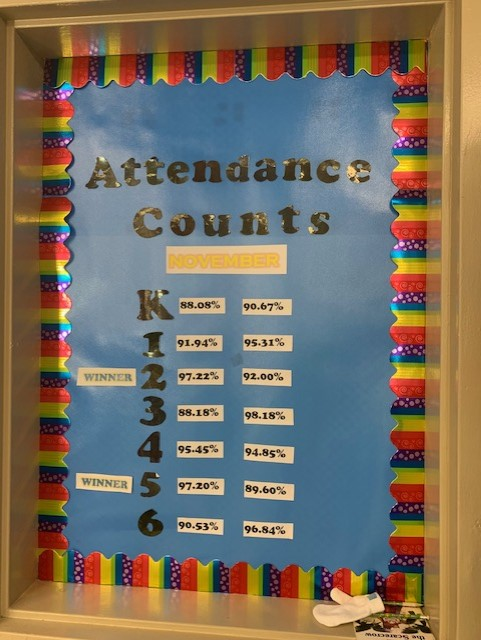 Attendance
Counts
NOVEMBER
K 88.08% 90.67%
1 91.94% 95.31%
WINNER 2 97.22% 92.00%
3 88.18% 98.18%
4 95.45% 94.85%
WINNER 5 97.20% 89.60%
6 90.53% 96.84%
the Scarecrow